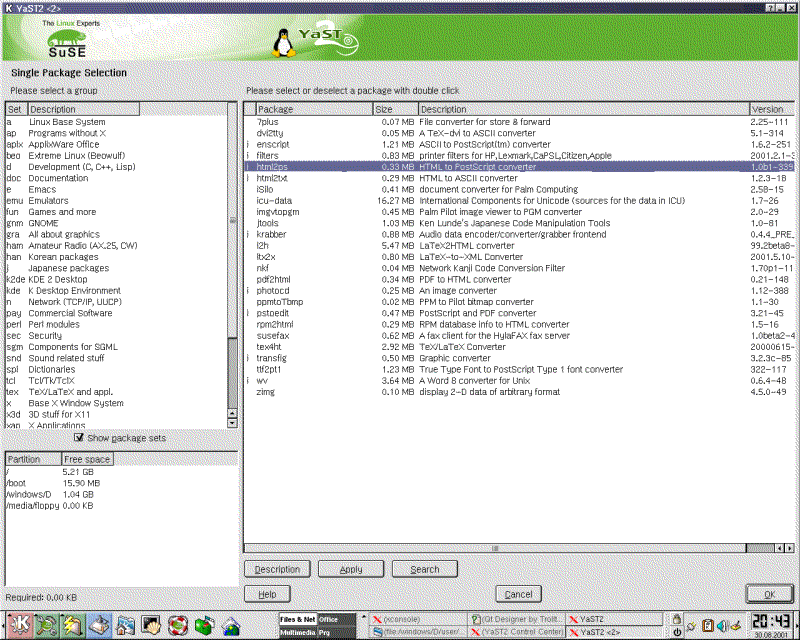 YaST2 <2>
The Linux Experts
SuSE
YaST
2
Single Package Selection
Please select a group
Please select or deselect a package with double click
Set Description
a Linux Base System
ap Programs without X
aplx ApplixWare Office
beo Extreme Linux (Beowulf)
d Development (C, C++, Lisp)
doc Documentation
e Emacs
emu Emulators
fun Games and more
gnm GNOME
gra All about graphics
ham Amateur Radio (AX.25, CW)
han Korean packages
j Japanese packages
k2de KDE 2 Desktop
kde K Desktop Environment
n Network (TCP/IP, UUCP)
pay Commercial Software
perl Perl modules
sec Security
sgm Components for SGML
snd Sound related stuff
spl Dictionaries
tcl Tcl/Tk/TclX
tex TeX/LaTeX and appl.
x Base X Window System
x3d 3D stuff for X11
xap X Applications
Show package sets
Partition Free space
/ 5.21 GB
/boot 15.90 MB
/windows/D 1.04 GB
/media/floppy 0.00 KB
Required: 0.00 KB
Package Size Description Version
7plus 0.07 MB File converter for store & forward 2.25-111
dvi2tty 0.05 MB A TeX-dvi to ASCII converter 5.1-314
i enscript 1.21 MB ASCII to PostScript(tm) converter 1.6.2-251
i filters 0.83 MB printer filters for HP,Lexmark,CaPSL,Citizen,Apple 2001.2.1-3
i html2ps 0.33 MB HTML to PostScript converter 1.0b1-339
i html2txt 0.29 MB HTML to ASCII converter 1.2.3-18
iSilo 0.41 MB document converter for Palm Computing 2.58-15
icu-data 16.27 MB International Components for Unicode (sources for the data in ICU) 1.7-26
imgvtopgm 0.45 MB Palm Pilot image viewer to PGM converter 2.0-29
jtools 1.03 MB Ken Lunde's Japanese Code Manipulation Tools 1.0-81
i krabber 0.88 MB Audio data encoder/converter/grabber frontend 0.4.4_PRE_
l2h 5.47 MB LaTeX2HTML converter 99.2beta8-
ltx2x 0.80 MB LaTeX-to-XML Converter 2001.5.10-
nkf 0.04 MB Network Kanji Code Conversion Filter 1.70p1-11
pdf2html 0.34 MB PDF to HTML converter 0.21-148
i photocd 0.25 MB An image converter 1.12-388
ppmtoTbmp 0.02 MB PPM to Pilot bitmap converter 1.1-30
i pstoedit 0.47 MB PostScript and PDF converter 3.21-45
rpm2html 0.29 MB RPM database info to HTML converter 1.5-16
susefax 0.62 MB A fax client for the HylaFAX fax server 1.0beta2-4
tex4ht 2.92 MB TeX/LaTeX Converter 20000615-
i transfig 0.50 MB Graphic converter 3.2.3c-85
ttf2pt1 1.23 MB True Type Font to PostScript Type 1 font converter 322-117
i wv 3.64 MB A Word 8 converter for Unix 0.6.4-48
zimg 0.10 MB display 2-D data of arbitrary format 4.5.0-49
Description
Apply
Search
Help
Cancel
OK
Files & Net Office
Multimedia Prg
(xconsole)
(Qt Designer by Trollt...
YaST2
(file:/windows/D/user/...
(YaST2 Control Center)
YaST2 <2>
20:43
30.08.2001